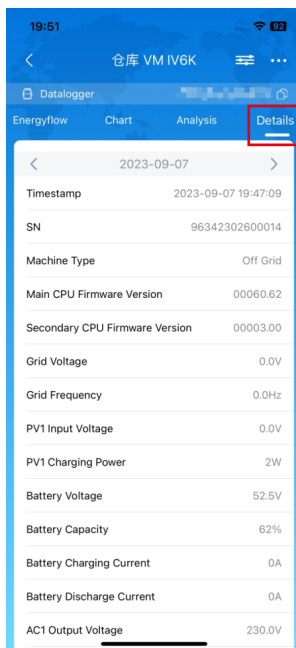 19:51
92
仓库 VM IV6K
Datalogger
Energyflow Chart Analysis Details
2023-09-07
Timestamp 2023-09-07 19:47:09
SN 96342302600014
Machine Type Off Grid
Main CPU Firmware Version 00060.62
Secondary CPU Firmware Version 00003.00
Grid Voltage 0.0V
Grid Frequency 0.0Hz
PV1 Input Voltage 0.0V
PV1 Charging Power 2W
Battery Voltage 52.5V
Battery Capacity 62%
Battery Charging Current 0A
Battery Discharge Current 0A
AC1 Output Voltage 230.0V